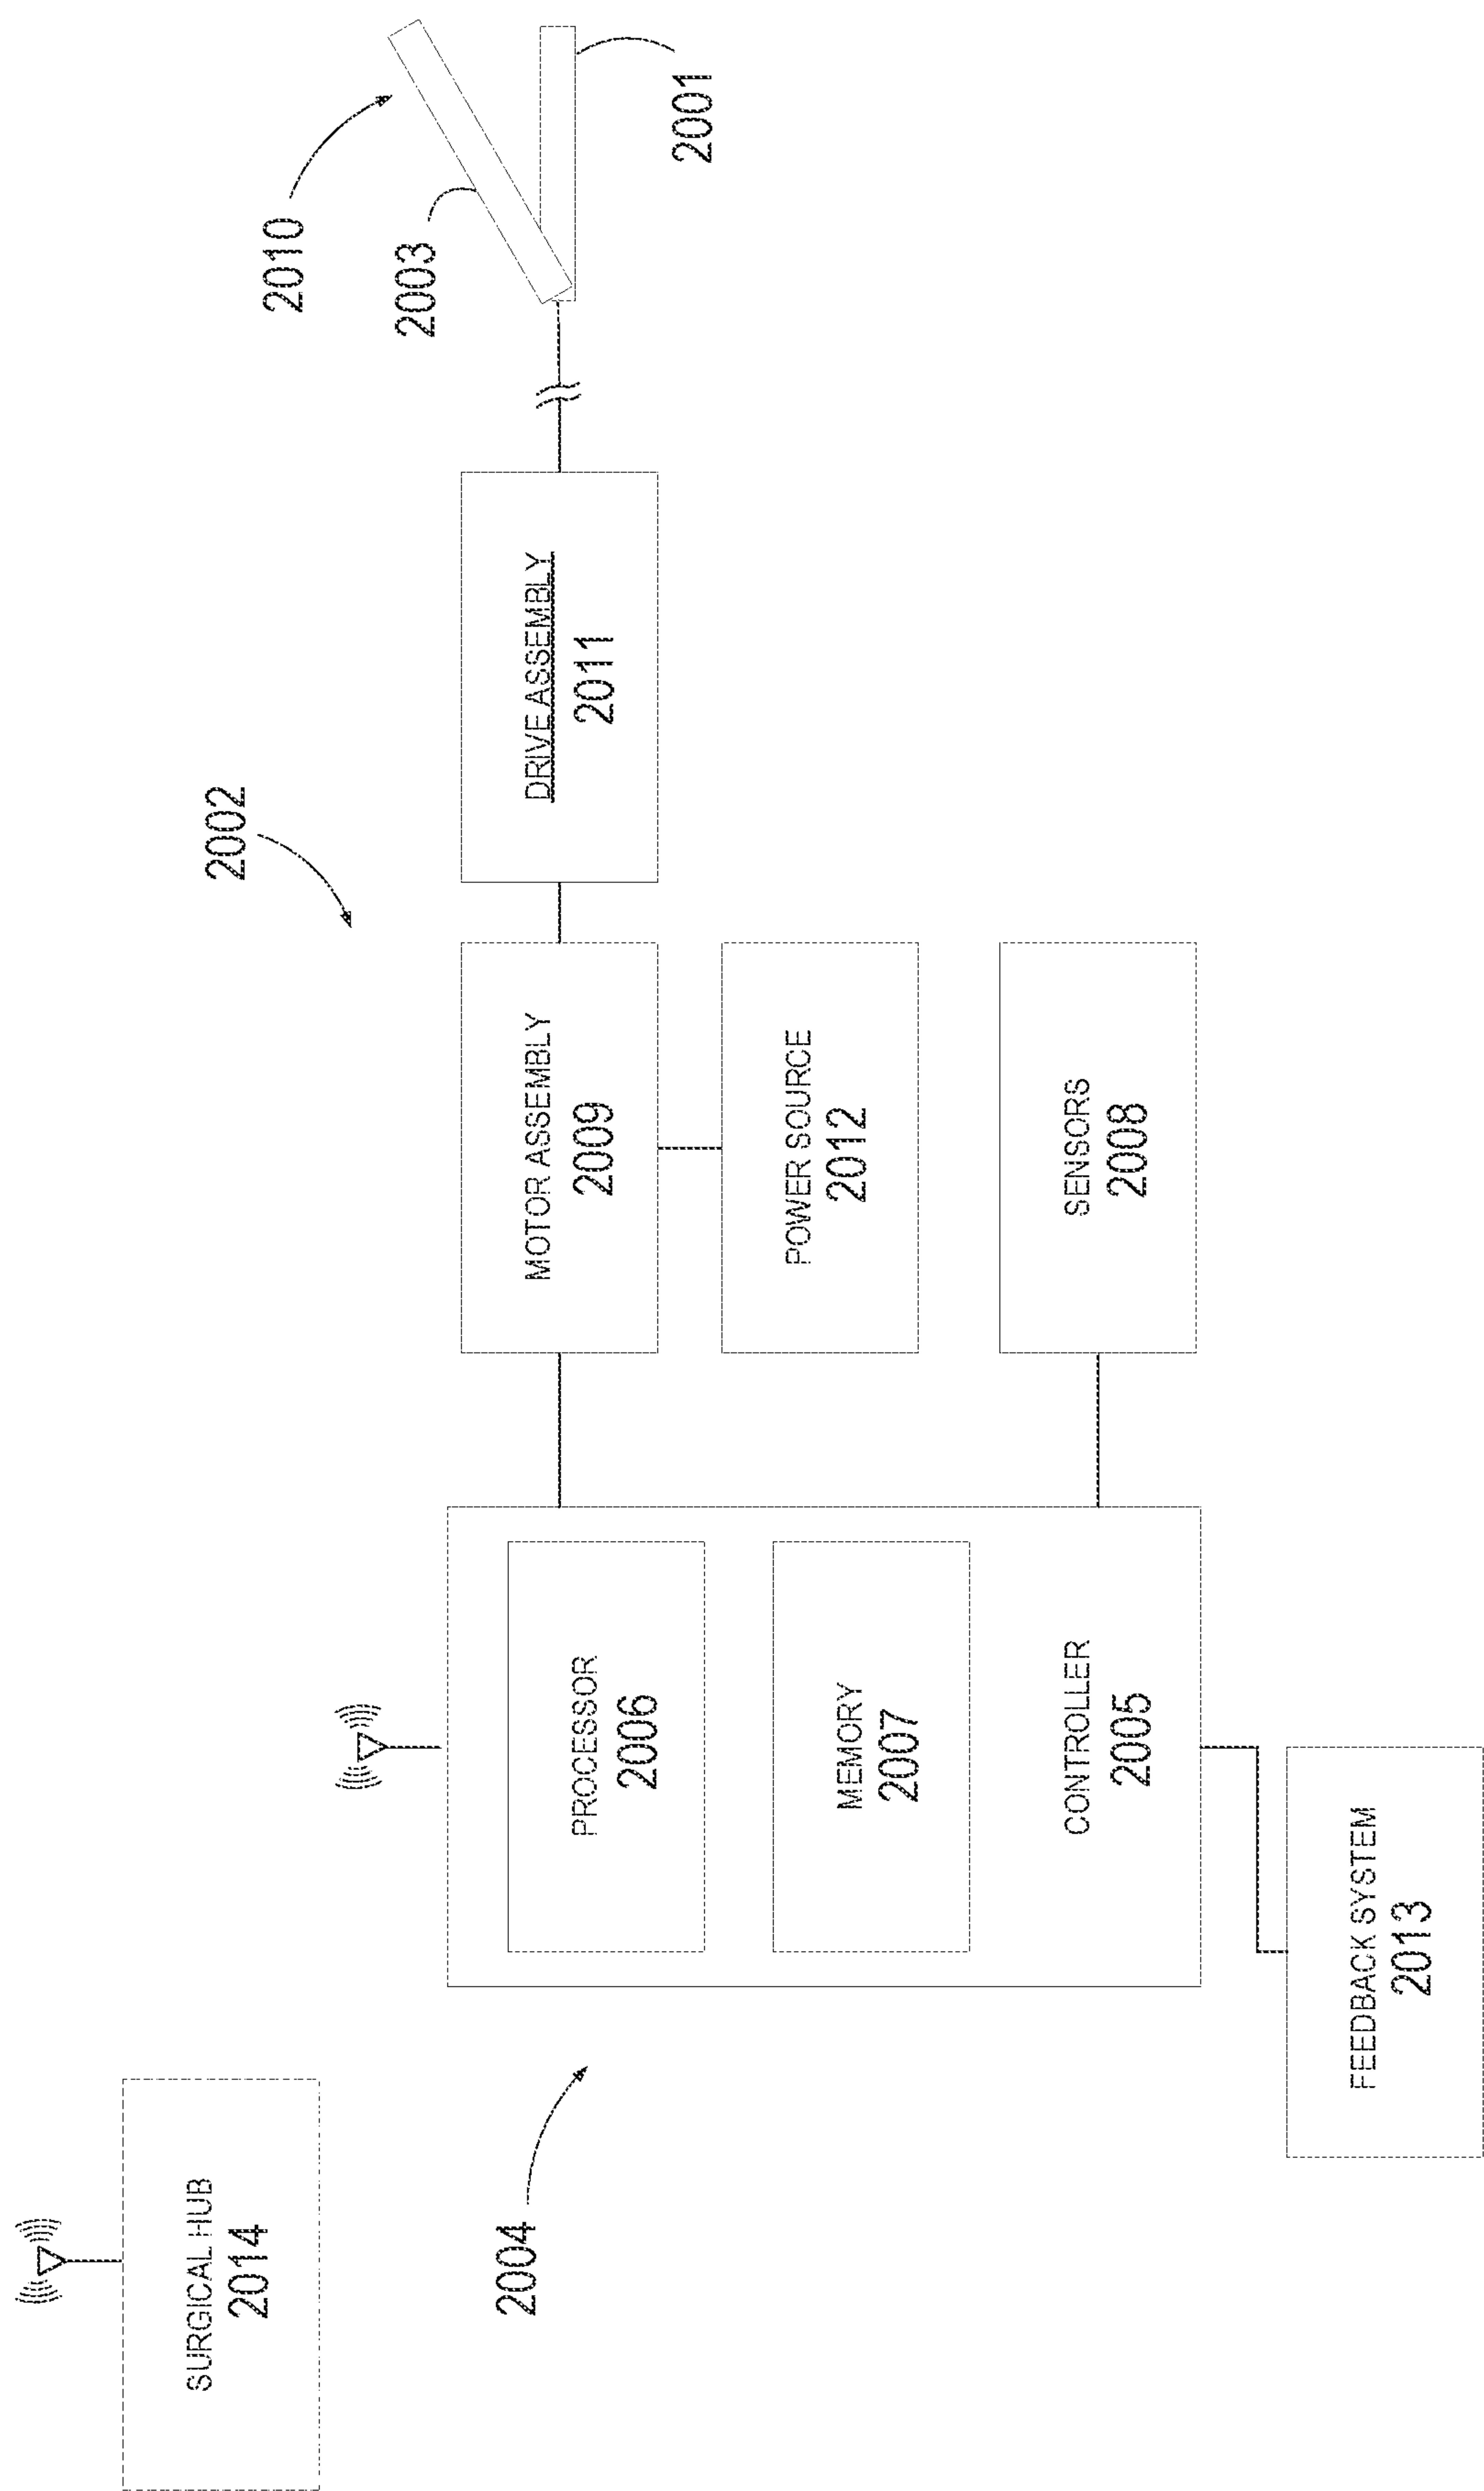 SURGICAL HUB
2014
2004
FEEDBACK SYSTEM
2013
PROCESSOR
2006
MEMORY
2007
CONTROLLER
2005
2002
MOTOR ASSEMBLY
2009
POWER SOURCE
2012
SENSORS
2008
DRIVE ASSEMBLY
2011
2010
2003
2001